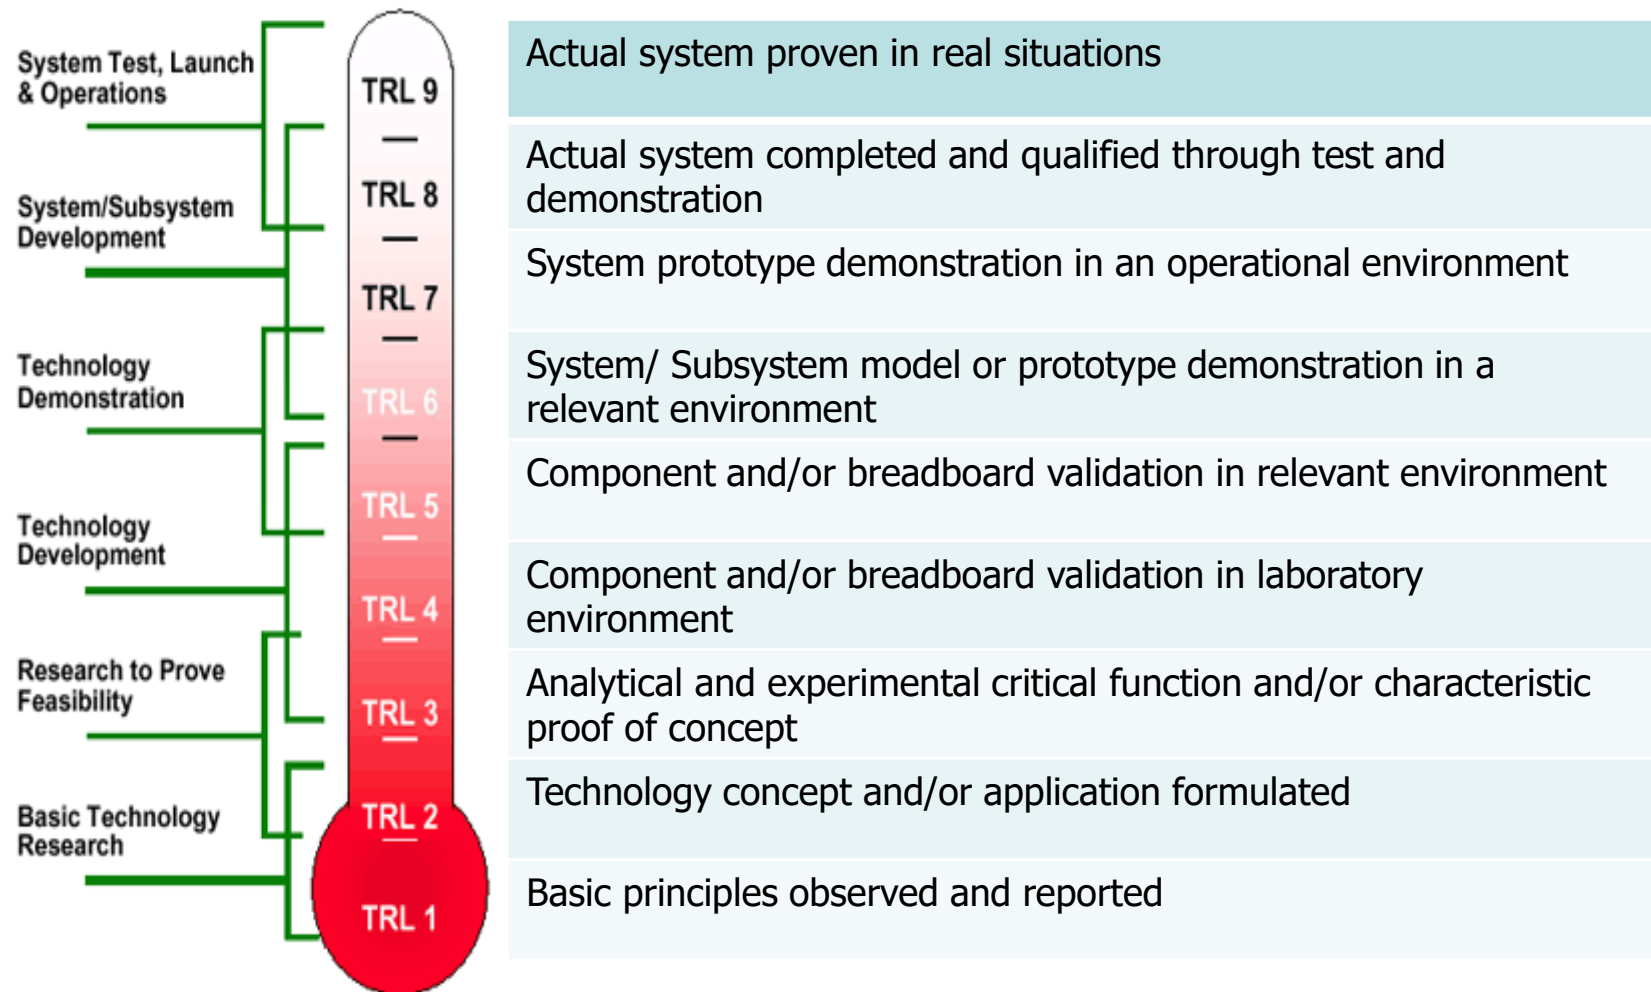 System Test, Launch
& Operations
System/Subsystem
Development
Technology
Demonstration
Technology
Development
Research to Prove
Feasibility
Basic Technology
Research
TRL 9
TRL 8
TRL 7
TRL 6
TRL 5
TRL 4
TRL 3
TRL 2
TRL 1
Actual system proven in real situations
Actual system completed and qualified through test and
demonstration
System prototype demonstration in an operational environment
System/ Subsystem model or prototype demonstration in a
relevant environment
Component and/or breadboard validation in relevant environment
Component and/or breadboard validation in laboratory
environment
Analytical and experimental critical function and/or characteristic
proof of concept
Technology concept and/or application formulated
Basic principles observed and reported